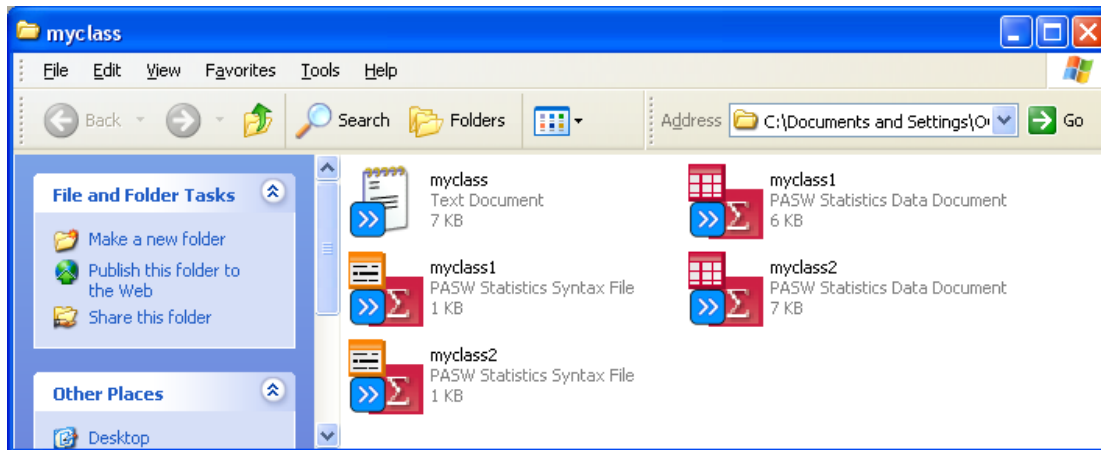 myclass
File Edit View Favorites Tools Help
Back Search Folders Address C:\Documents and Settings\O Go
File and Folder Tasks
Make a new folder
Publish this folder to
the Web
Share this folder
Other Places
Desktop
myclass
Text Document
7 KB
myclass1
PASW Statistics Data Document
6 KB
myclass1
PASW Statistics Syntax File
1 KB
myclass2
PASW Statistics Data Document
7 KB
myclass2
PASW Statistics Syntax File
1 KB